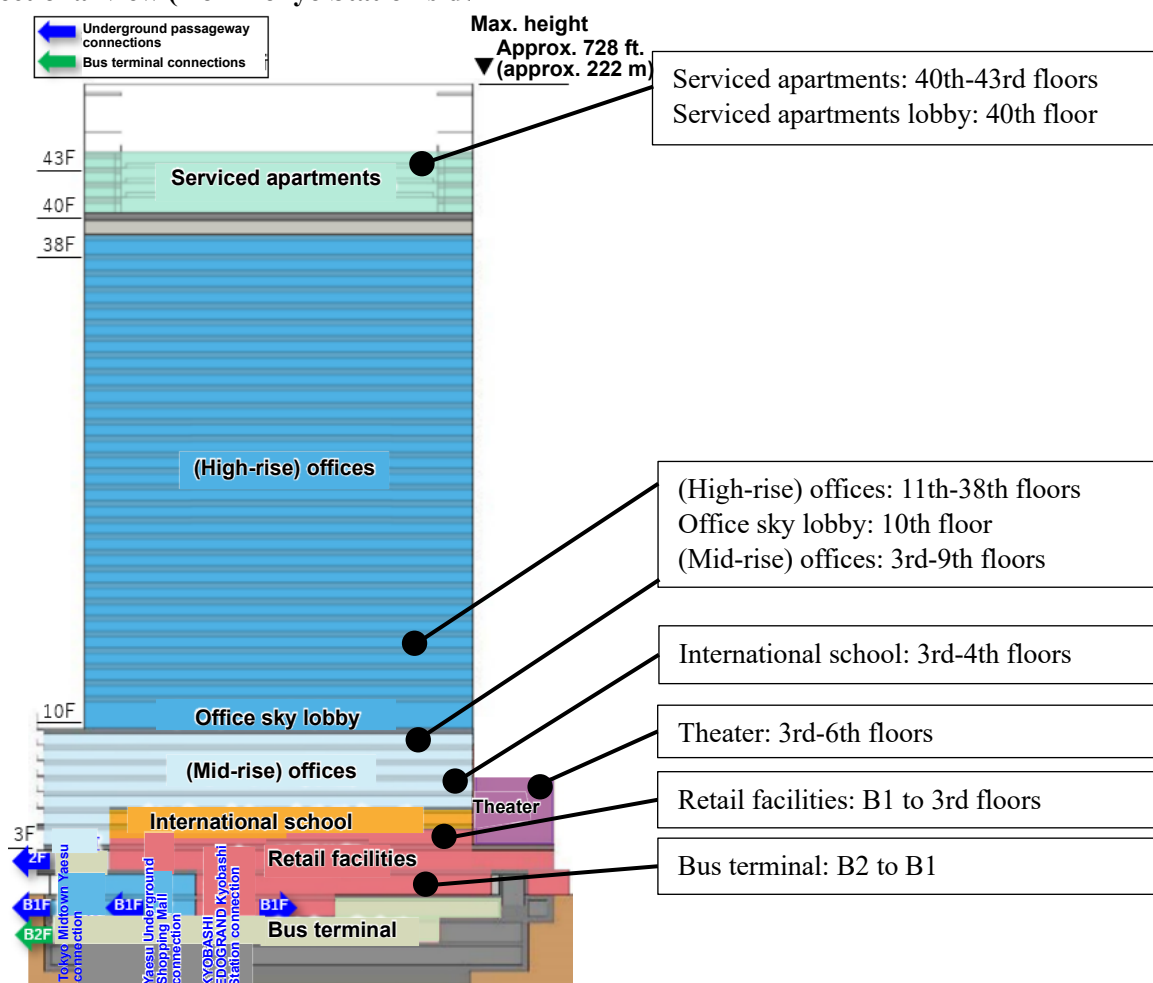 Underground passageway
connections
Bus terminal connections
Max. height
Approx. 728 ft.
(approx. 222 m)
Serviced apartments: 40th-43rd floors
Serviced apartments lobby: 40th floor
43F
Serviced apartments
40F
38F
(High-rise) offices
(High-rise) offices: 11th-38th floors
Office sky lobby: 10th floor
(Mid-rise) offices: 3rd-9th floors
International school: 3rd-4th floors
10F
Office sky lobby
Theater: 3rd-6th floors
(Mid-rise) offices
Theater
Retail facilities: B1 to 3rd floors
International school
3F
2F
Retail facilities
Bus terminal: B2 to B1
B1F
B1F
B1F
B2F
Bus terminal
Tokyo Midtown Yaesu
connection
Yaesu Underground
Shopping Mall
connection
KYOBASHI
EDOGRAND Kyobashi
Station connection